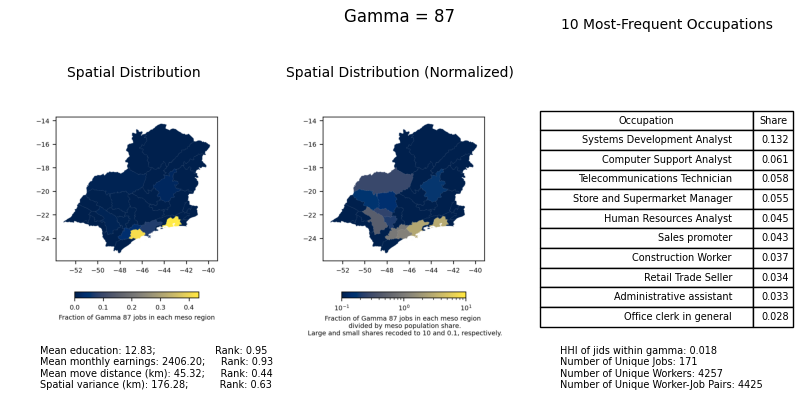 Gamma = 87
10 Most-Frequent Occupations
Spatial Distribution
Spatial Distribution (Normalized)
−14
−16
−18
−20
−22
−24
−52 −50 −48 −46 −44 −42 −40
0.0 0.1 0.2 0.3 0.4
Fraction of Gamma 87 jobs in each meso region
−14
−16
−18
−20
−22
−24
−52 −50 −48 −46 −44 −42 −40
10⁻¹ 10⁰ 10¹
Fraction of Gamma 87 jobs in each meso region
divided by meso population share.
Large and small shares recoded to 10 and 0.1, respectively.
Occupation Share
Systems Development Analyst 0.132
Computer Support Analyst 0.061
Telecommunications Technician 0.058
Store and Supermarket Manager 0.055
Human Resources Analyst 0.045
Sales promoter 0.043
Construction Worker 0.037
Retail Trade Seller 0.034
Administrative assistant 0.033
Office clerk in general 0.028
Mean education: 12.83; Rank: 0.95
Mean monthly earnings: 2406.20; Rank: 0.93
Mean move distance (km): 45.32; Rank: 0.44
Spatial variance (km): 176.28; Rank: 0.63
HHI of jids within gamma: 0.018
Number of Unique Jobs: 171
Number of Unique Workers: 4257
Number of Unique Worker-Job Pairs: 4425